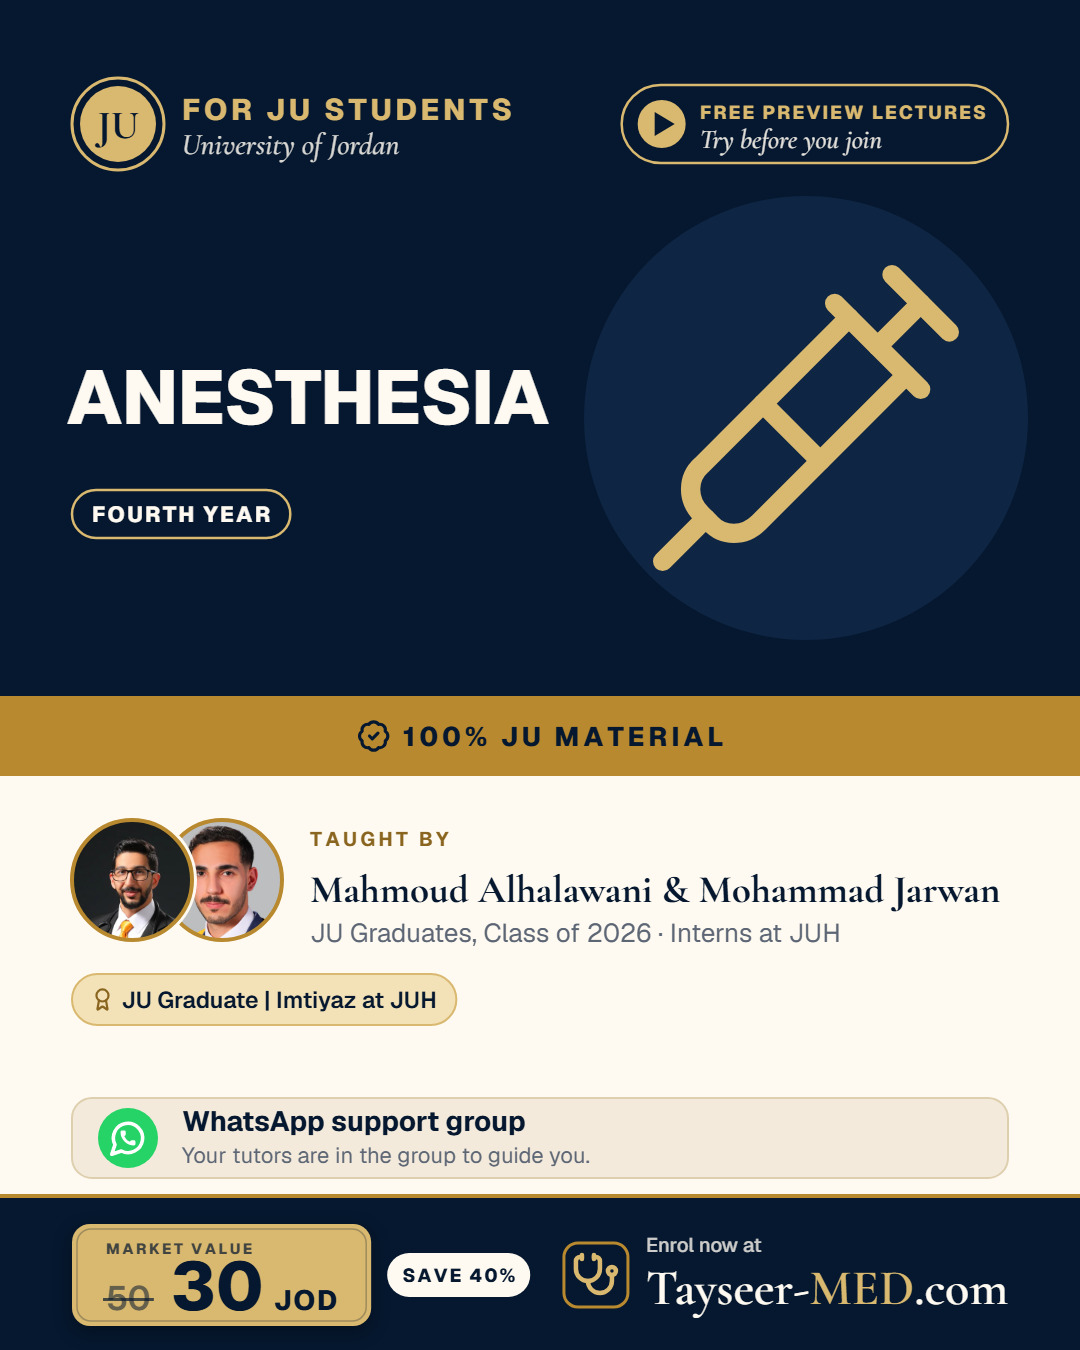 JU
FOR JU STUDENTS
University of Jordan
FREE PREVIEW LECTURES
Try before you join
ANESTHESIA
FOURTH YEAR
100% JU MATERIAL
TAUGHT BY
Mahmoud Alhalawani & Mohammad Jarwan
JU Graduates, Class of 2026 · Interns at JUH
JU Graduate | Imtiyaz at JUH
WhatsApp support group
Your tutors are in the group to guide you.
MARKET VALUE
50 30 JOD
SAVE 40%
Enrol now at
Tayseer-MED.com